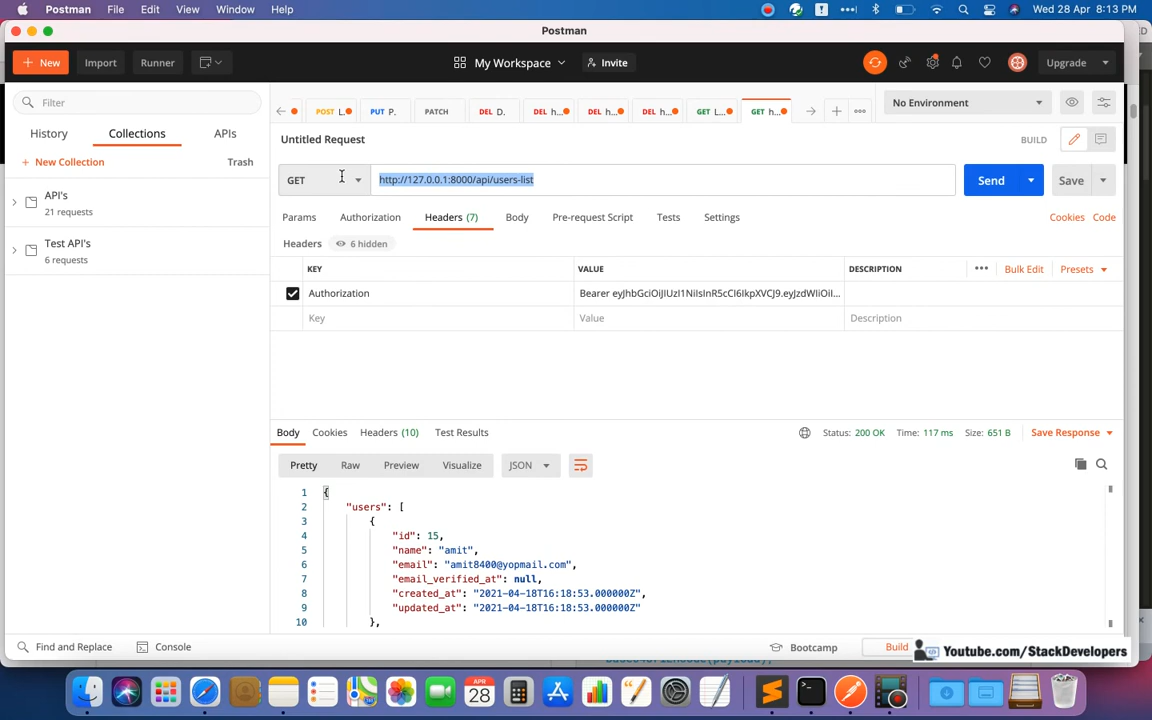 Postman File Edit View Window Help Wed 28 Apr 8:13 PM
Postman
New Import Runner My Workspace Invite Upgrade
Filter
History Collections APIs
+ New Collection Trash
API's
21 requests
Test API's
6 requests
POST L. PUT P. PATCH DEL D. DEL h... DEL h... DEL h... GET L... GET h... No Environment
Untitled Request BUILD
GET http://127.0.0.1:8000/api/users-list Send Save
Params Authorization Headers (7) Body Pre-request Script Tests Settings Cookies Code
Headers 6 hidden
KEY VALUE DESCRIPTION ••• Bulk Edit Presets
Authorization Bearer eyJhbGciOiJIUzI1NiIsInR5cCI6IkpXVCJ9.eyJzdWIiOiI...
Key Value Description
Body Cookies Headers (10) Test Results Status: 200 OK Time: 117 ms Size: 651 B Save Response
Pretty Raw Preview Visualize JSON
1 {
2 "users": [
3 {
4 "id": 15,
5 "name": "amit",
6 "email": "amit8400@yopmail.com",
7 "email_verified_at": null,
8 "created_at": "2021-04-18T16:18:53.000000Z",
9 "updated_at": "2021-04-18T16:18:53.000000Z"
10 },
Find and Replace Console Bootcamp Build
Youtube.com/StackDevelopers
APR
28